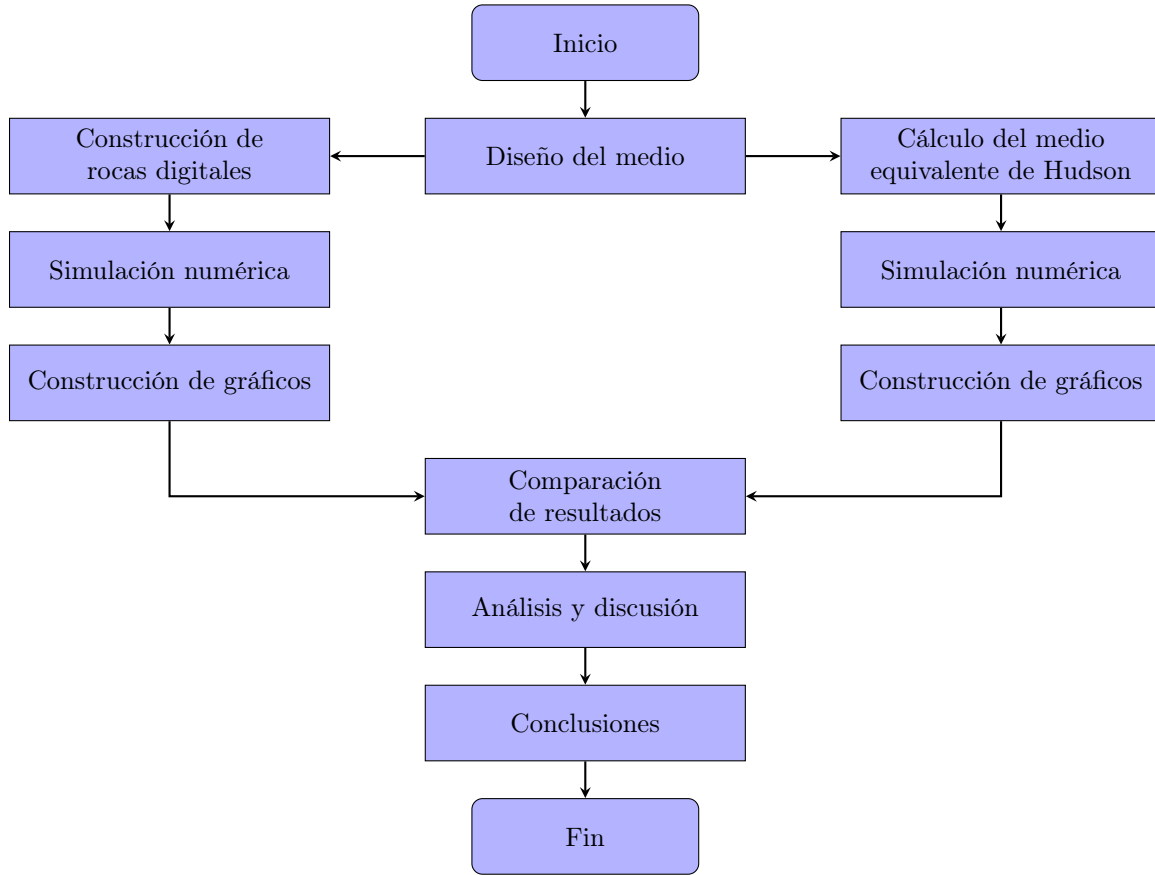 Inicio
Construcción de
rocas digitales
Diseño del medio
Cálculo del medio
equivalente de Hudson
Simulación numérica
Simulación numérica
Construcción de gráficos
Construcción de gráficos
Comparación
de resultados
Análisis y discusión
Conclusiones
Fin